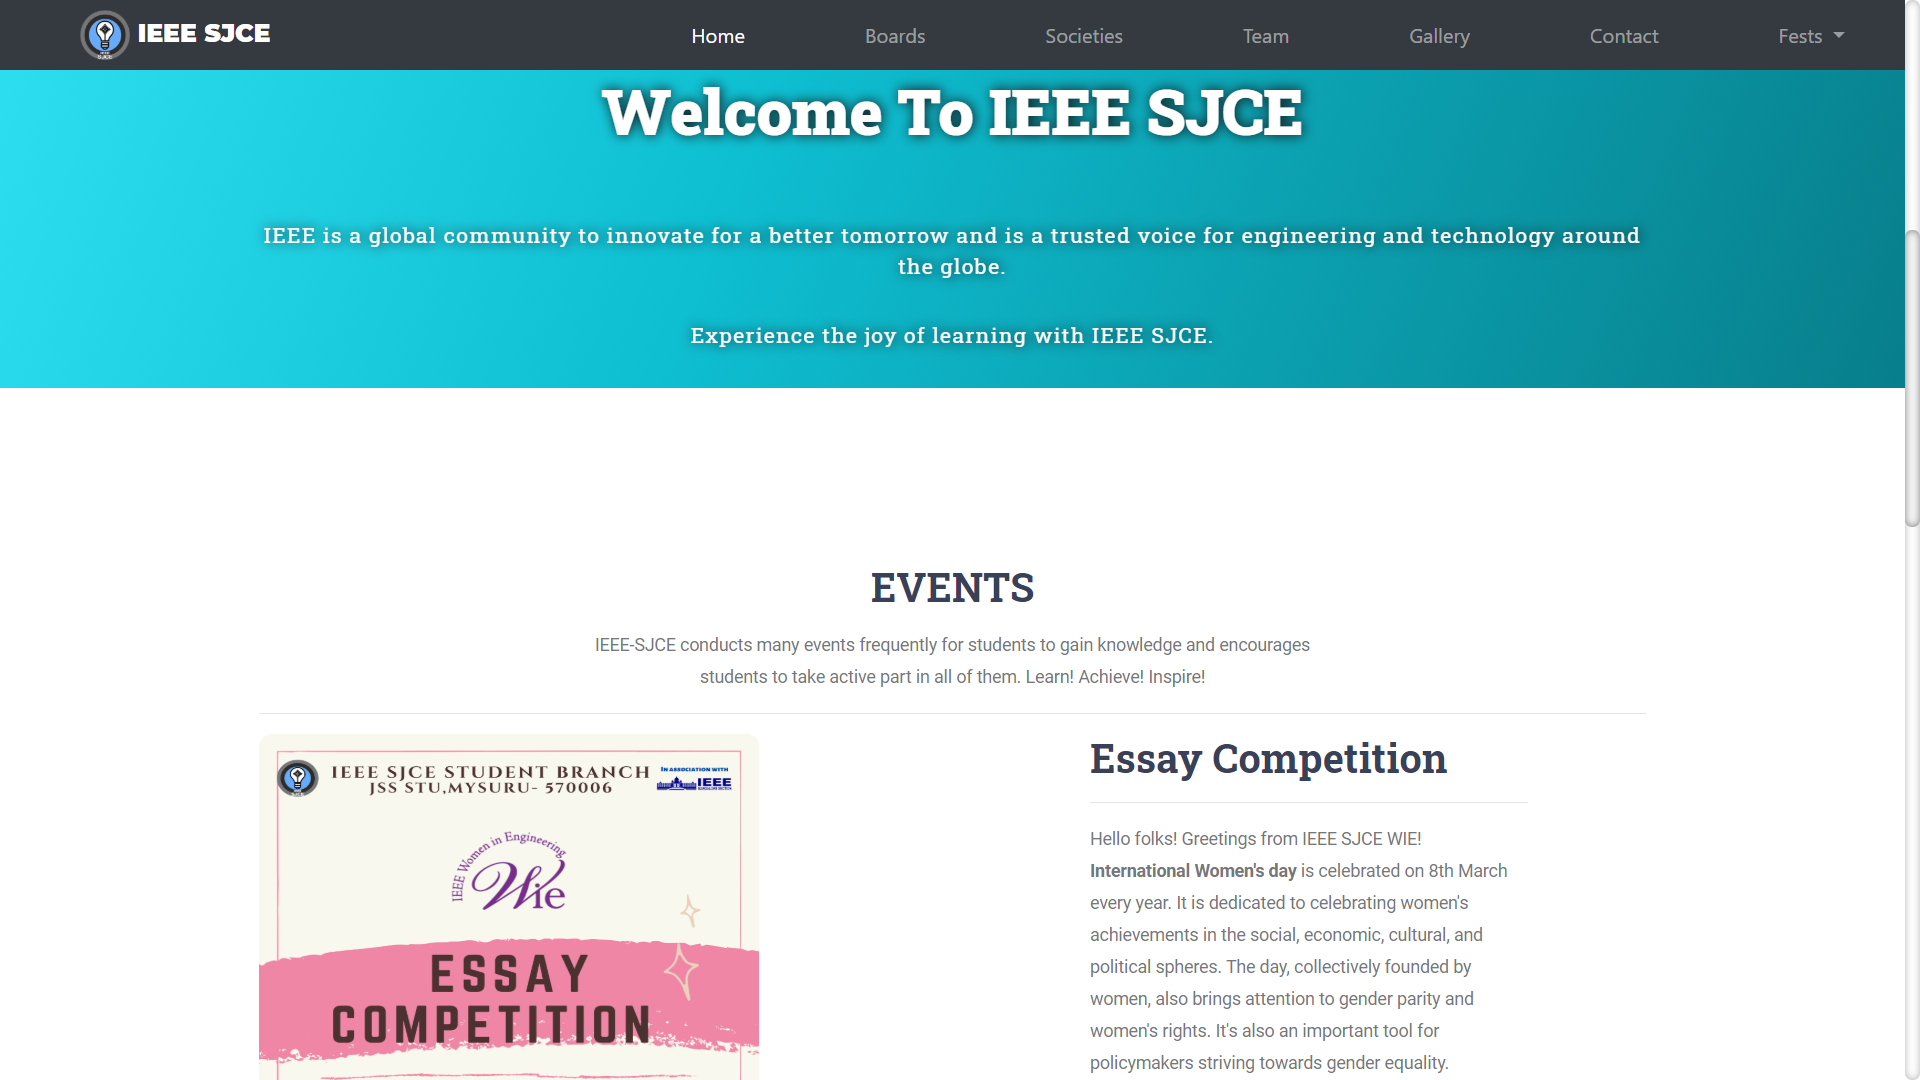 IEEE SJCE
Home Boards Societies Team Gallery Contact Fests
Welcome To IEEE SJCE
IEEE is a global community to innovate for a better tomorrow and is a trusted voice for engineering and technology around
the globe.
Experience the joy of learning with IEEE SJCE.
EVENTS
IEEE-SJCE conducts many events frequently for students to gain knowledge and encourages
students to take active part in all of them. Learn! Achieve! Inspire!
IEEE SJCE STUDENT BRANCH
JSS STU,MYSURU- 570006
IN ASSOCIATION WITH
IEEE
BANGALORE SECTION
IEEE Women in Engineering
Wie
ESSAY
COMPETITION
Essay Competition
Hello folks! Greetings from IEEE SJCE WIE!
International Women's day is celebrated on 8th March
every year. It is dedicated to celebrating women's
achievements in the social, economic, cultural, and
political spheres. The day, collectively founded by
women, also brings attention to gender parity and
women's rights. It's also an important tool for
policymakers striving towards gender equality.